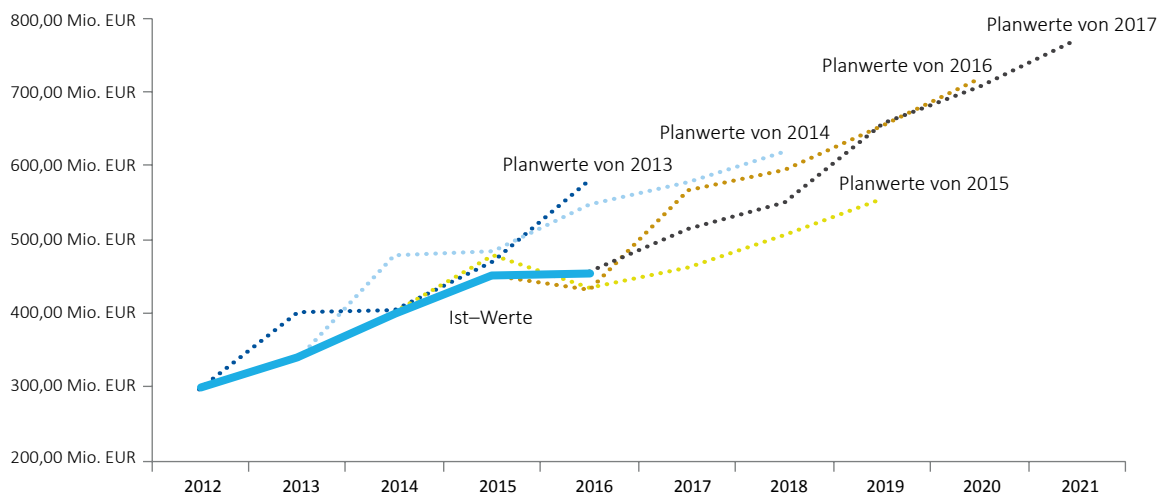 800,00 Mio. EUR
Planwerte von 2017
Planwerte von 2016
700,00 Mio. EUR
Planwerte von 2014
600,00 Mio. EUR
Planwerte von 2013
Planwerte von 2015
500,00 Mio. EUR
400,00 Mio. EUR
Ist–Werte
300,00 Mio. EUR
200,00 Mio. EUR
2012 2013 2014 2015 2016 2017 2018 2019 2020 2021